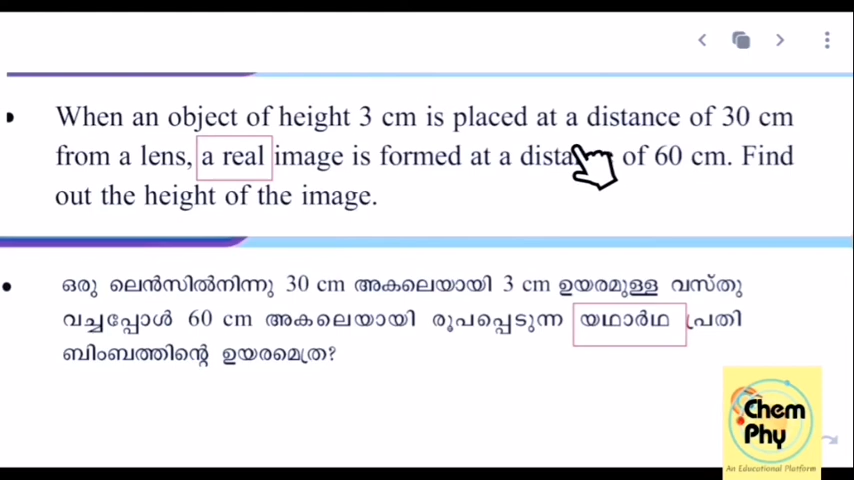 When an object of height 3 cm is placed at a distance of 30 cm
from a lens, a real image is formed at a dista of 60 cm. Find
out the height of the image.
ഒരു ലെൻസിൽനിന്നു 30 cm അകലെയായി 3 cm ഉയരമുള്ള വസ്തു
വച്ചപ്പോൾ 60 cm അകലെയായി രൂപപ്പെടുന്ന യഥാർഥ പ്രതി
ബിംബത്തിന്റെ ഉയരമെത്ര?
Chem
Phy
An Educational Platform